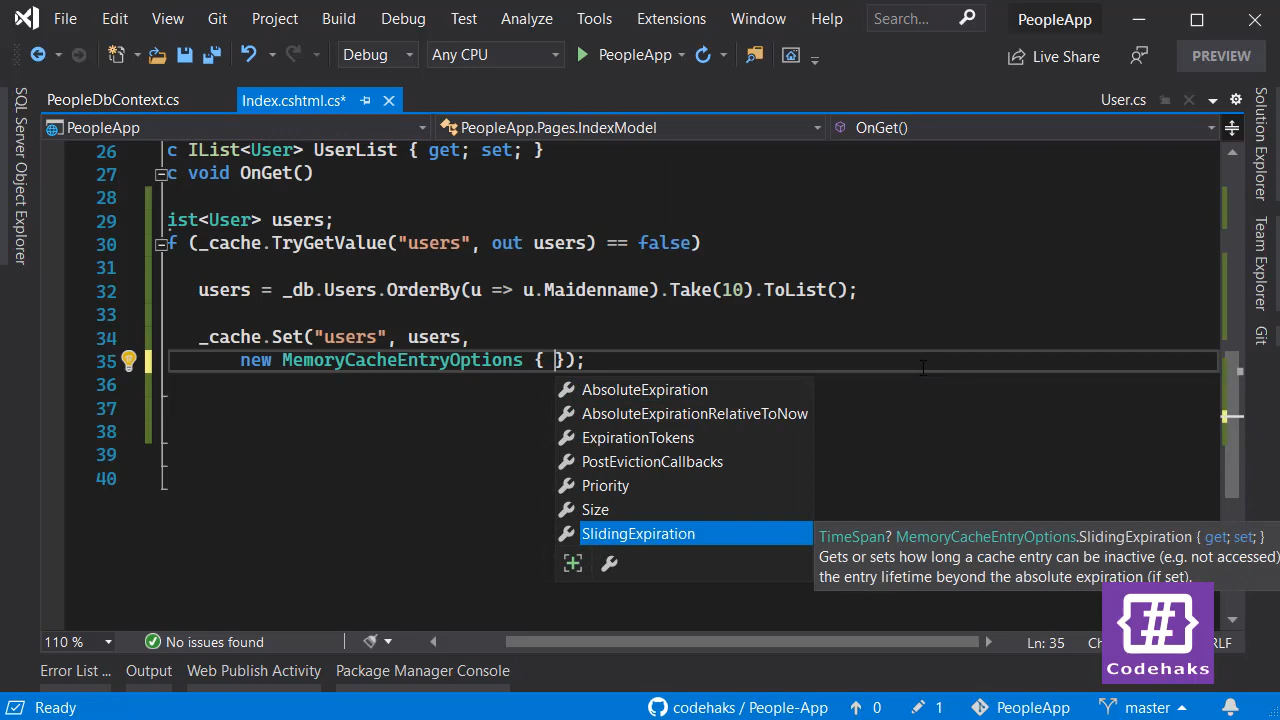 File Edit View Git Project Build Debug Test Analyze Tools Extensions Window Help Search... PeopleApp
Debug Any CPU PeopleApp Live Share PREVIEW
PeopleDbContext.cs Index.cshtml.cs* User.cs
PeopleApp PeopleApp.Pages.IndexModel OnGet()
SQL Server Object Explorer
Solution Explorer
Team Explorer
Git
26 c IList<User> UserList { get; set; }
27 c void OnGet()
28
29 ist<User> users;
30 f (_cache.TryGetValue("users", out users) == false)
31
32 users = _db.Users.OrderBy(u => u.Maidenname).Take(10).ToList();
33
34 _cache.Set("users", users,
35 new MemoryCacheEntryOptions { });
36
37
38
39
40
AbsoluteExpiration
AbsoluteExpirationRelativeToNow
ExpirationTokens
PostEvictionCallbacks
Priority
Size
SlidingExpiration
TimeSpan? MemoryCacheEntryOptions.SlidingExpiration { get; set; }
Gets or sets how long a cache entry can be inactive (e.g. not accessed)
the entry lifetime beyond the absolute expiration (if set).
110 % No issues found Ln: 35 Ch RLF
Codehaks
Error List ... Output Web Publish Activity Package Manager Console
Ready codehaks / People-App 0 1 PeopleApp master